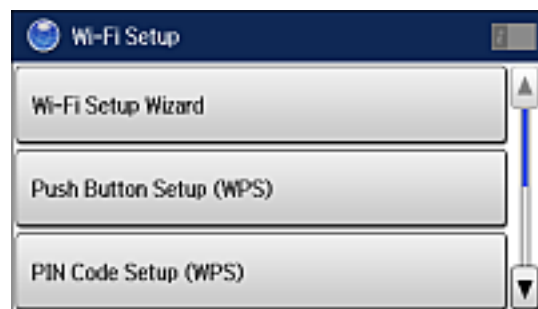 Wi-Fi Setup
Wi-Fi Setup Wizard
Push Button Setup (WPS)
PIN Code Setup (WPS)